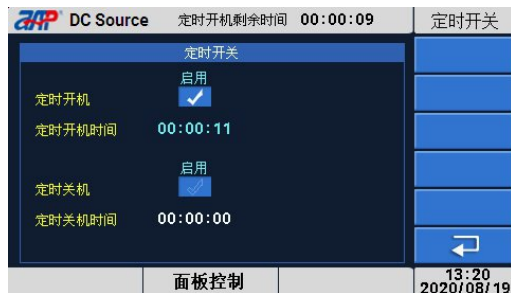 AAP DC Source 定时开机剩余时间 00:00:09 定时开关
定时开关
启用
定时开机
定时开机时间 00:00:11
启用
定时关机
定时关机时间 00:00:00
面板控制
13:20
2020/08/19